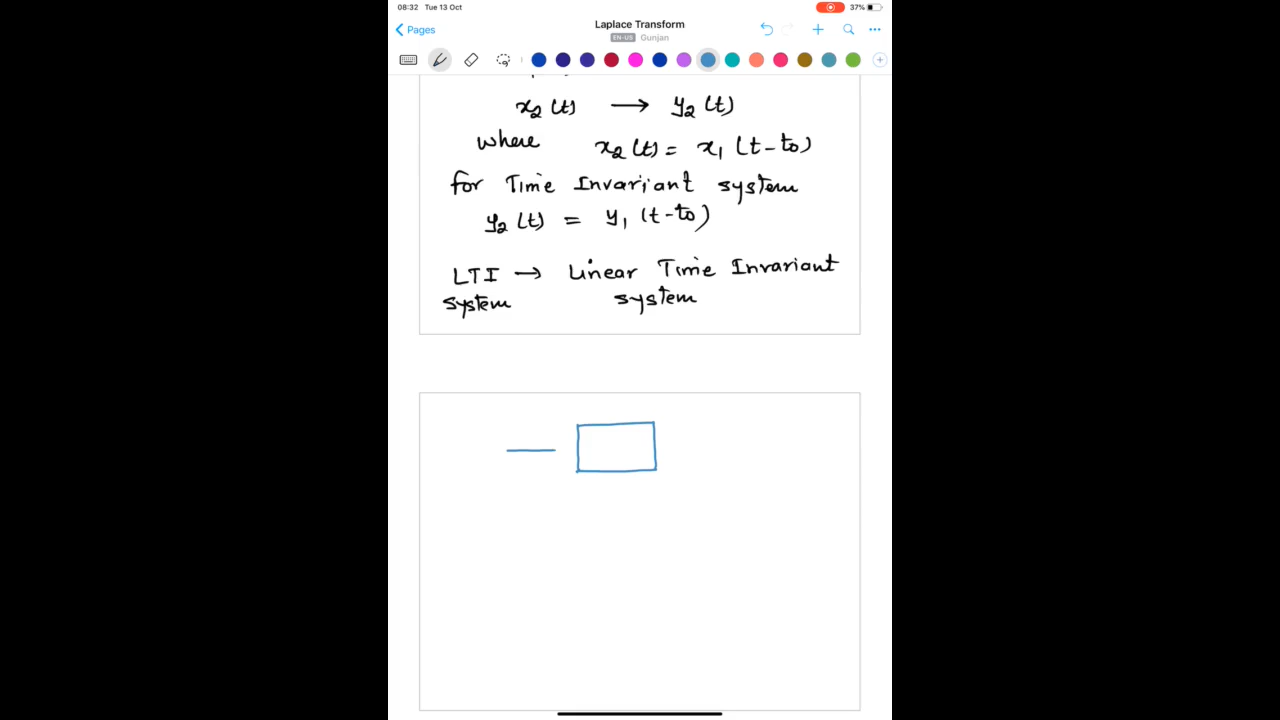 08:32 Tue 13 Oct
37%
Pages
Laplace Transform
EN-US Gunjan
x₂(t) → y₂(t)
where x₂(t) = x₁(t-to)
for Time Invariant system
y₂(t) = y₁(t-to)
LTI → Linear Time Invariant
system system